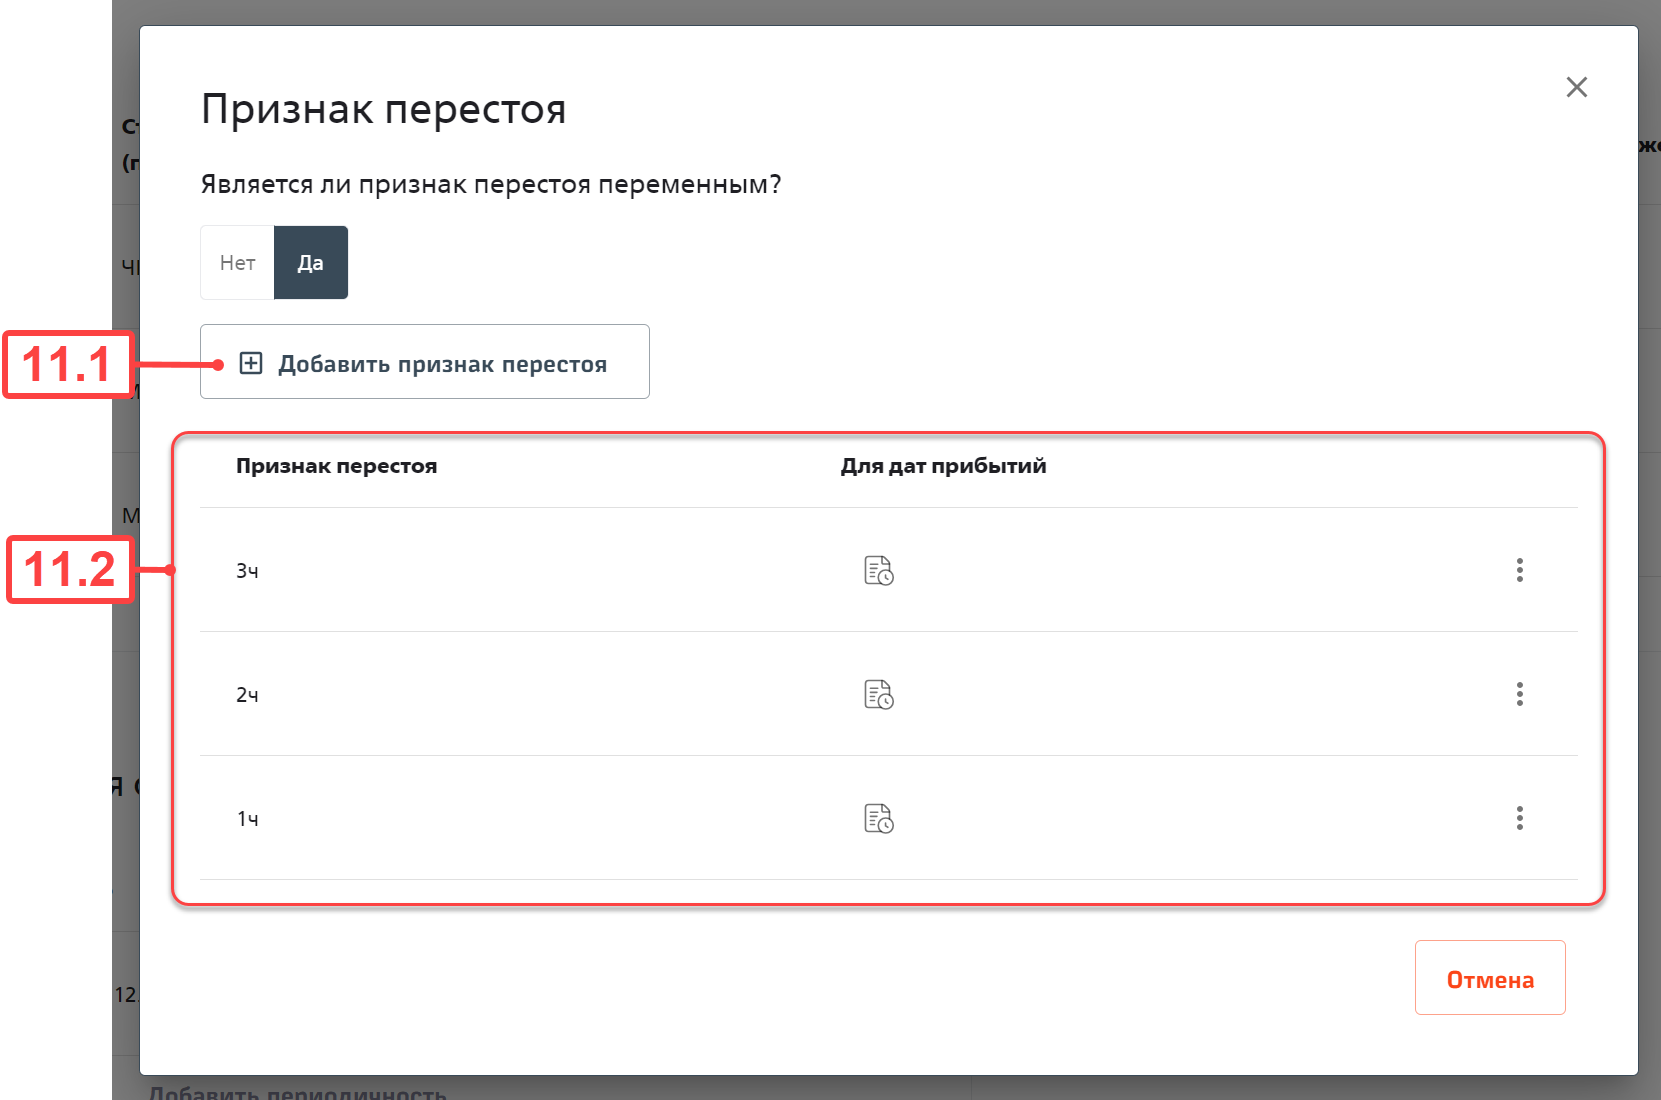 Признак перестоя
Является ли признак перестоя переменным?
Нет Да
11.1
Добавить признак перестоя
Признак перестоя Для дат прибытий
11.2
3ч
2ч
1ч
12.
Отмена
Добавить периодичность